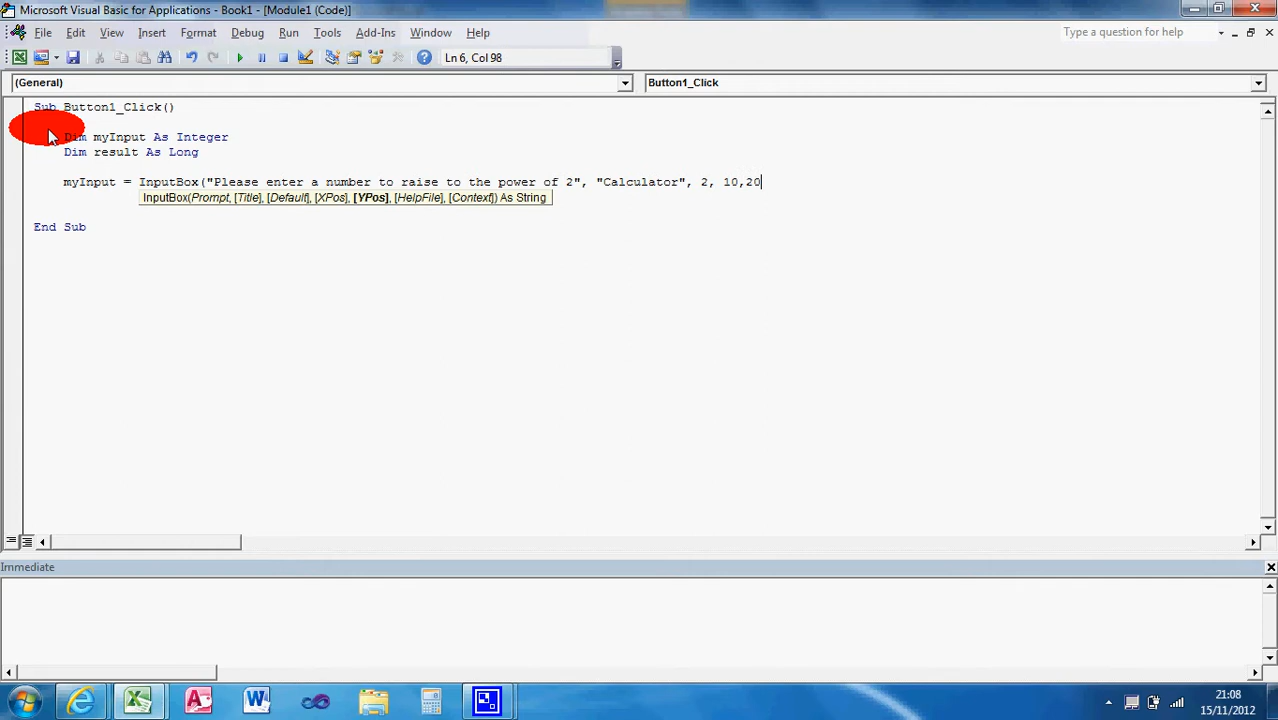 Microsoft Visual Basic for Applications - Book1 - [Module1 (Code)]
File Edit View Insert Format Debug Run Tools Add-Ins Window Help
Type a question for help
Ln 6, Col 98
(General)
Button1_Click
Sub Button1_Click()
Dim myInput As Integer
Dim result As Long
myInput = InputBox("Please enter a number to raise to the power of 2", "Calculator", 2, 10,20
InputBox(Prompt, [Title], [Default], [XPos], [YPos], [HelpFile], [Context]) As String
End Sub
Immediate
21:08
15/11/2012